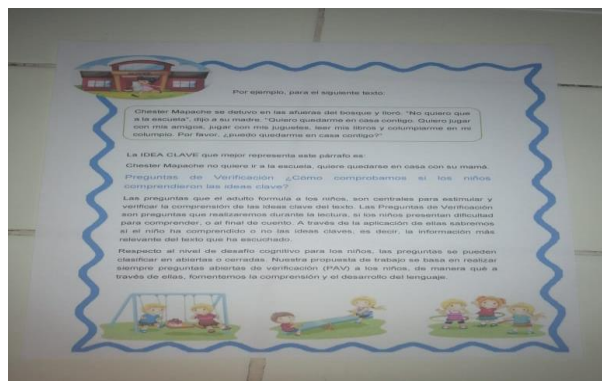 Por ejemplo, para el siguiente texto:
Chester Mapache se detuvo en las afueras del bosque y lloró. "No quiero que
a la escuela", dijo a su madre. "Quiero quedarme en casa contigo. Quiero jugar
con mis amigos, jugar con mis juguetes, leer mis libros y columpiarme en mi
columpio. Por favor, ¿puedo quedarme en casa contigo?"
La IDEA CLAVE que mejor representa este párrafo es:
Chester Mapache no quiere ir a la escuela, quiere quedarse en casa con su mamá.
Preguntas de Verificación ¿Cómo comprobamos si los niños
comprendieron las ideas clave?
Las preguntas que el adulto formula a los niños, son centrales para estimular y
verificar la comprensión de las ideas clave del texto. Las Preguntas de Verificación
son preguntas que realizaremos durante la lectura, si los niños presentan dificultad
para comprender, o al final de cuento. A través de la aplicación de ellas sabremos
si el niño ha comprendido o no las ideas claves, es decir, la información más
relevante del texto que ha escuchado.
Respecto al nivel de desafío cognitivo para los niños, las preguntas se pueden
clasificar en abiertas o cerradas. Nuestra propuesta de trabajo se basa en realizar
siempre preguntas abiertas de verificación (PAV) a los niños, de manera qué a
través de ellas, fomentemos la comprensión y el desarrollo del lenguaje.